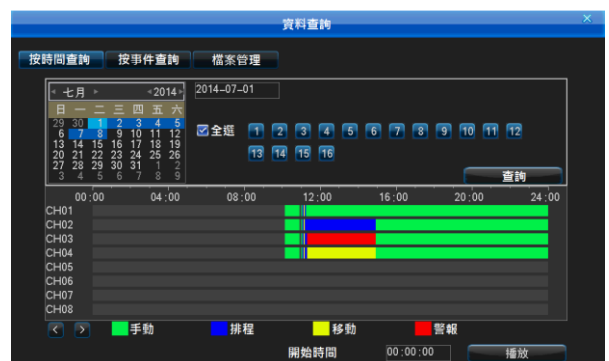 資料查詢
×
按時間查詢 按事件查詢 檔案管理
七月 2014
2014-07-01
日 一 二 三 四 五 六
29 30 1 2 3 4 5
6 7 8 9 10 11 12
13 14 15 16 17 18 19
20 21 22 23 24 25 26
27 28 29 30 31 1 2
3 4 5 6 7 8 9
全選 1 2 3 4 5 6 7 8 9 10 11 12
13 14 15 16
查詢
00:00 04:00 08:00 12:00 16:00 20:00 24:00
CH01
CH02
CH03
CH04
CH05
CH06
CH07
CH08
< > 手動 排程 移動 警報
開始時間 00:00:00 播放